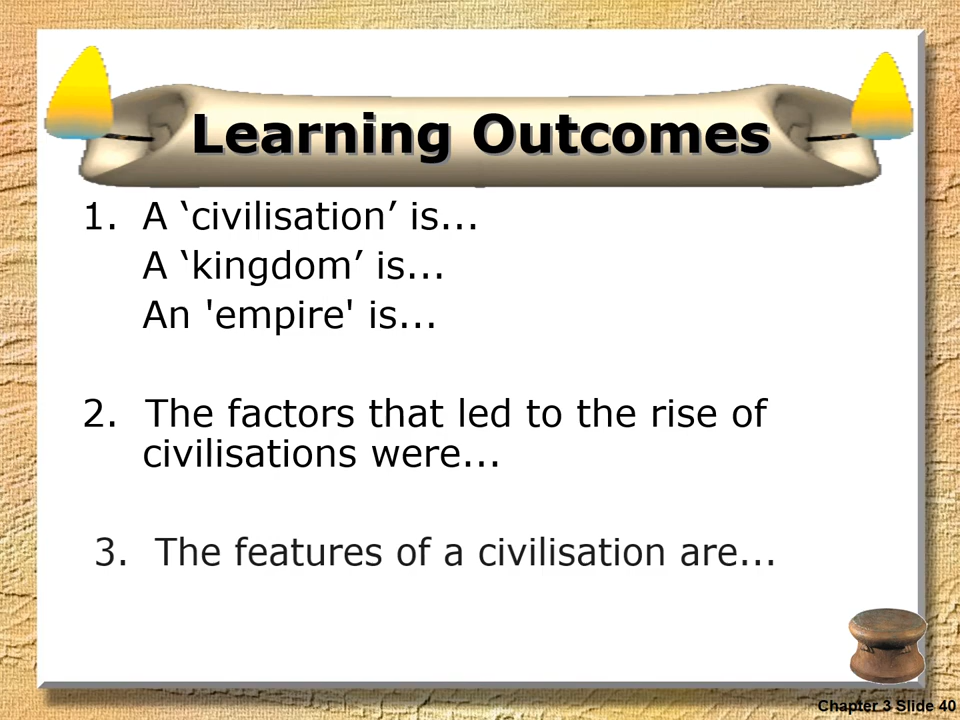 Learning Outcomes
1. A ‘civilisation’ is...
A ‘kingdom’ is...
An 'empire' is...
2. The factors that led to the rise of
civilisations were...
3. The features of a civilisation are...
Chapter 3 Slide 40